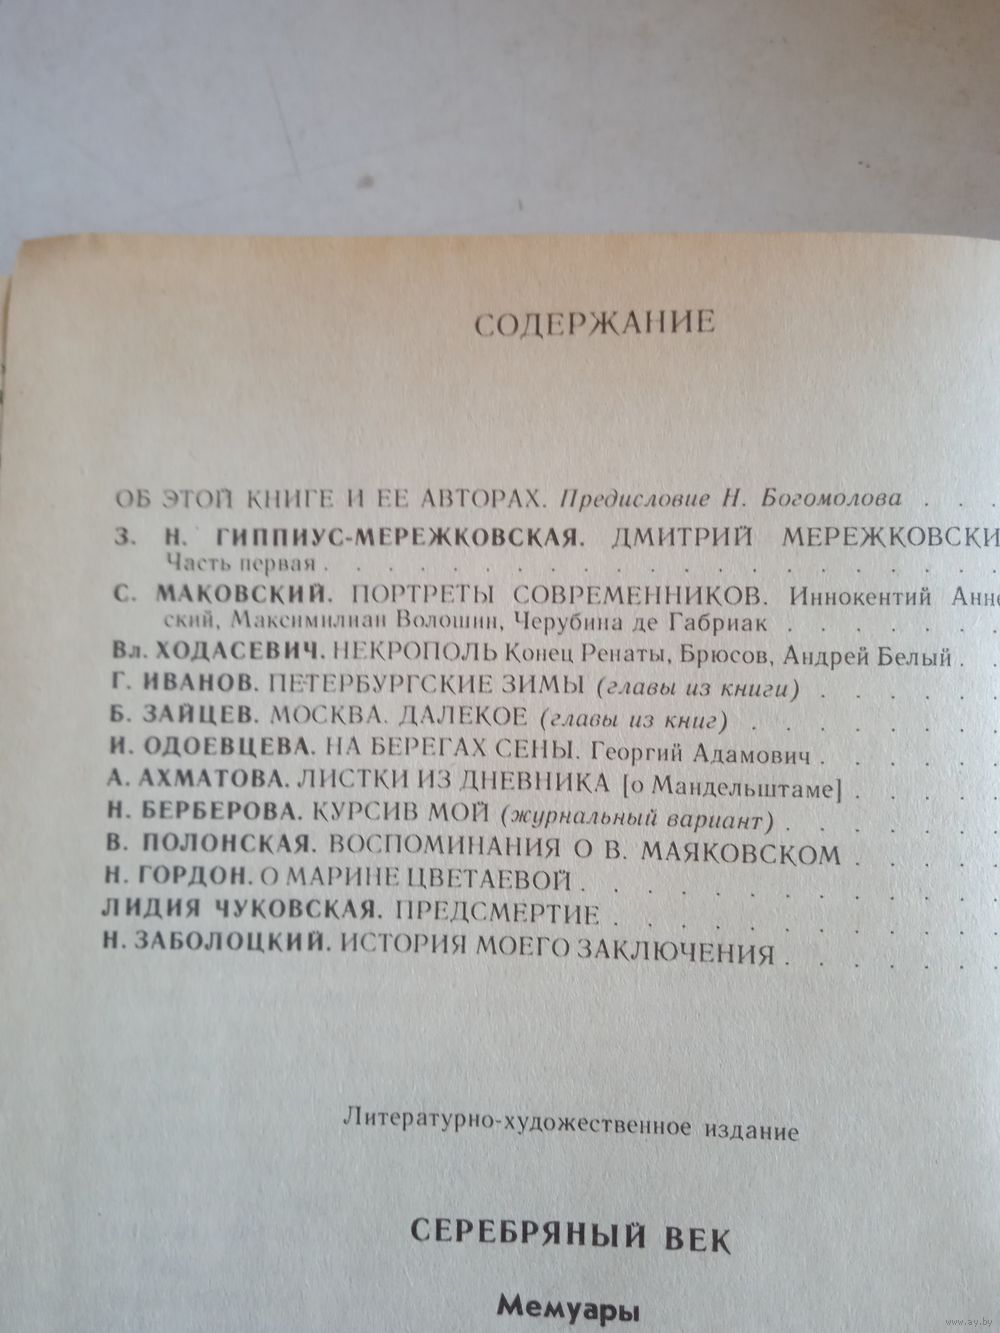 СОДЕРЖАНИЕ
ОБ ЭТОЙ КНИГЕ И ЕЕ АВТОРАХ. Предисловие Н. Богомолова . . .
З. Н. ГИППИУС-МЕРЕЖКОВСКАЯ. ДМИТРИЙ МЕРЕЖКОВСКИ
Часть первая . . . . . . . . . . . . . . . . . . . .
С. МАКОВСКИЙ. ПОРТРЕТЫ СОВРЕМЕННИКОВ. Иннокентий Анне
ский, Максимилиан Волошин, Черубина де Габриак . . . . . . .
Вл. ХОДАСЕВИЧ. НЕКРОПОЛЬ Конец Ренаты, Брюсов, Андрей Белый . .
Г. ИВАНОВ. ПЕТЕРБУРГСКИЕ ЗИМЫ (главы из книги) . . . . . .
Б. ЗАЙЦЕВ. МОСКВА. ДАЛЕКОЕ (главы из книг) . . . . . . . .
И. ОДОЕВЦЕВА. НА БЕРЕГАХ СЕНЫ. Георгий Адамович . . . . . .
А. АХМАТОВА. ЛИСТКИ ИЗ ДНЕВНИКА [о Мандельштаме] . . . . .
Н. БЕРБЕРОВА. КУРСИВ МОЙ (журнальный вариант) . . . . . . .
В. ПОЛОНСКАЯ. ВОСПОМИНАНИЯ О В. МАЯКОВСКОМ . . . . .
Н. ГОРДОН. О МАРИНЕ ЦВЕТАЕВОЙ . . . . . . . . . . . . .
ЛИДИЯ ЧУКОВСКАЯ. ПРЕДСМЕРТИЕ . . . . . . . . . . . .
Н. ЗАБОЛОЦКИЙ. ИСТОРИЯ МОЕГО ЗАКЛЮЧЕНИЯ . . . . . . .
Литературно-художественное издание
СЕРЕБРЯНЫЙ ВЕК
Мемуары
www.ay.by